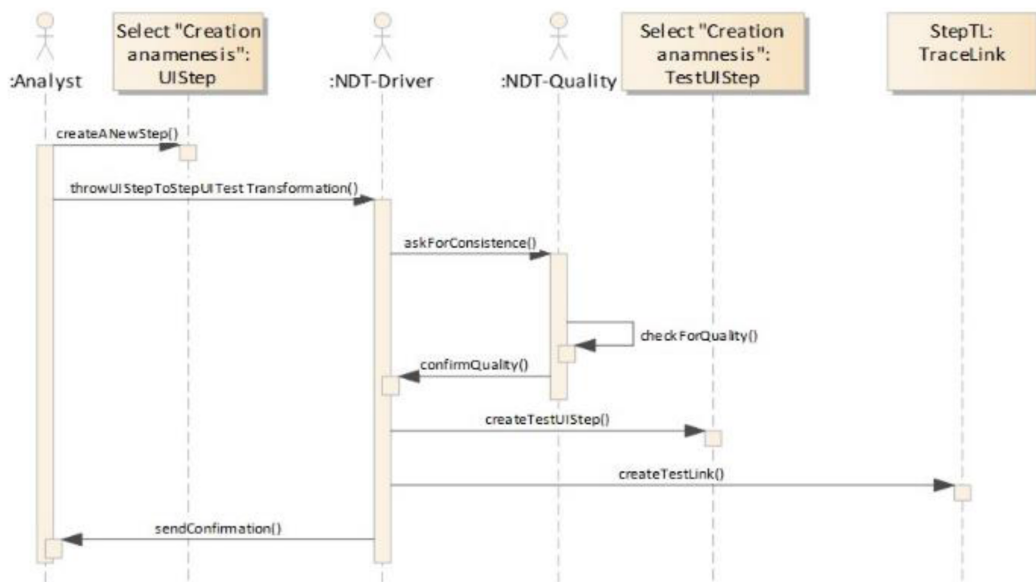 Select "Creation
anamenesis":
UIStep
Select "Creation
anamnesis":
TestUIStep
StepTL:
TraceLink
:Analyst
:NDT-Driver
:NDT-Quality
createANewStep()
throwUIStepToStepUITest Transformation()
askForConsistence()
checkForQuality()
confirmQuality()
createTestUIStep()
createTestLink()
sendConfirmation()